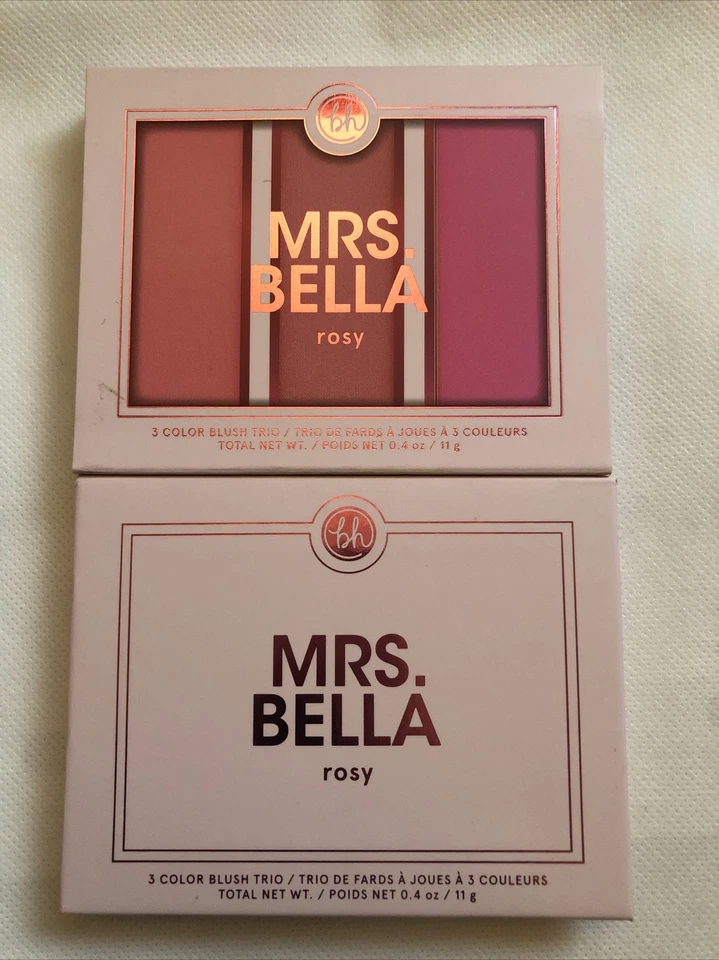 bh
MRS.
BELLA
rosy
3 COLOR BLUSH TRIO / TRIO DE FARDS À JOUES À 3 COULEURS
TOTAL NET WT. / POIDS NET 0.4 oz / 11 g
bh
MRS.
BELLA
rosy
3 COLOR BLUSH TRIO / TRIO DE FARDS À JOUES À 3 COULEURS
TOTAL NET WT. / POIDS NET 0.4 oz / 11 g